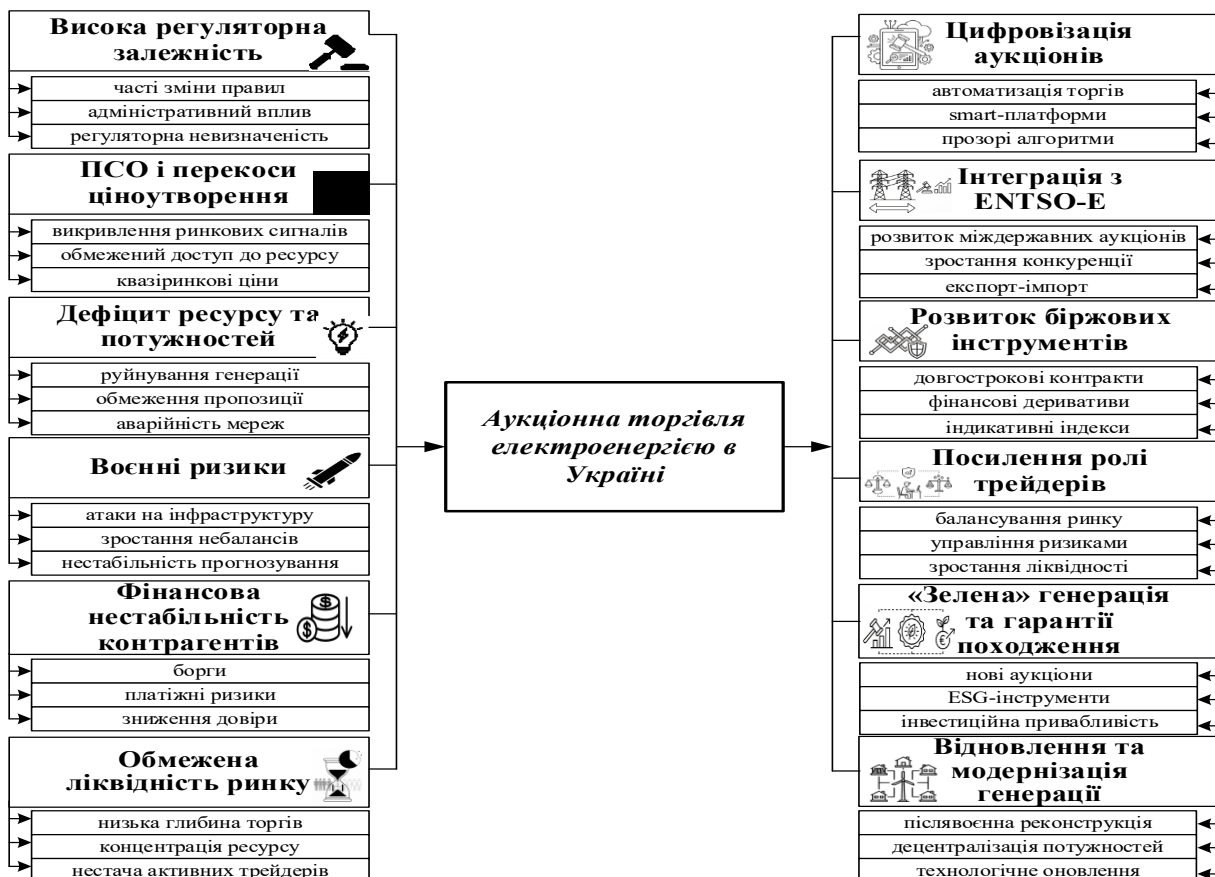 Висока регуляторна
залежність
часті зміни правил
адміністративний вплив
регуляторна невизначеність
ПСО і перекоси
ціноутворення
викривлення ринкових сигналів
обмежений доступ до ресурсу
квазіринкові ціни
Дефіцит ресурсу та
потужностей
руйнування генерації
обмеження пропозиції
аварійність мереж
Воєнні ризики
атаки на інфраструктуру
зростання небалансів
нестабільність прогнозування
Фінансова
нестабільність
контрагентів
борги
платіжні ризики
зниження довіри
Обмежена
ліквідність ринку
низька глибина торгів
концентрація ресурсу
нестача активних трейдерів
Аукціонна торгівля
електроенергією в
Україні
Цифровізація
аукціонів
автоматизація торгів
smart-платформи
прозорі алгоритми
Інтеграція з
ENTSO-E
розвиток міждержавних аукціонів
зростання конкуренції
експорт-імпорт
Розвиток біржових
інструментів
довгострокові контракти
фінансові деривативи
індикативні індекси
Посилення ролі
трейдерів
балансування ринку
управління ризиками
зростання ліквідності
«Зелена» генерація
та гарантії
походження
нові аукціони
ESG-інструменти
інвестиційна привабливість
Відновлення та
модернізація
генерації
післявоєнна реконструкція
децентралізація потужностей
технологічне оновлення